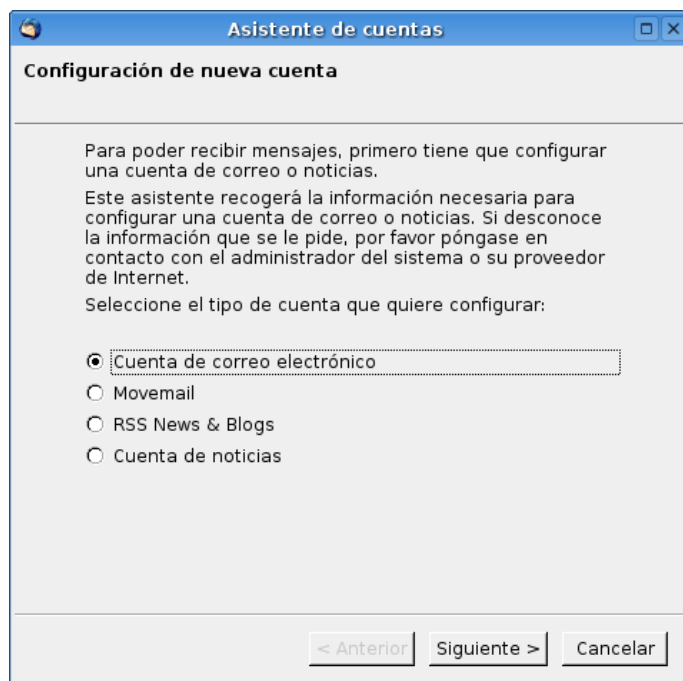 Asistente de cuentas
Configuración de nueva cuenta
Para poder recibir mensajes, primero tiene que configurar
una cuenta de correo o noticias.
Este asistente recogerá la información necesaria para
configurar una cuenta de correo o noticias. Si desconoce
la información que se le pide, por favor póngase en
contacto con el administrador del sistema o su proveedor
de Internet.
Seleccione el tipo de cuenta que quiere configurar:
Cuenta de correo electrónico
Movemail
RSS News & Blogs
Cuenta de noticias
< Anterior Siguiente > Cancelar